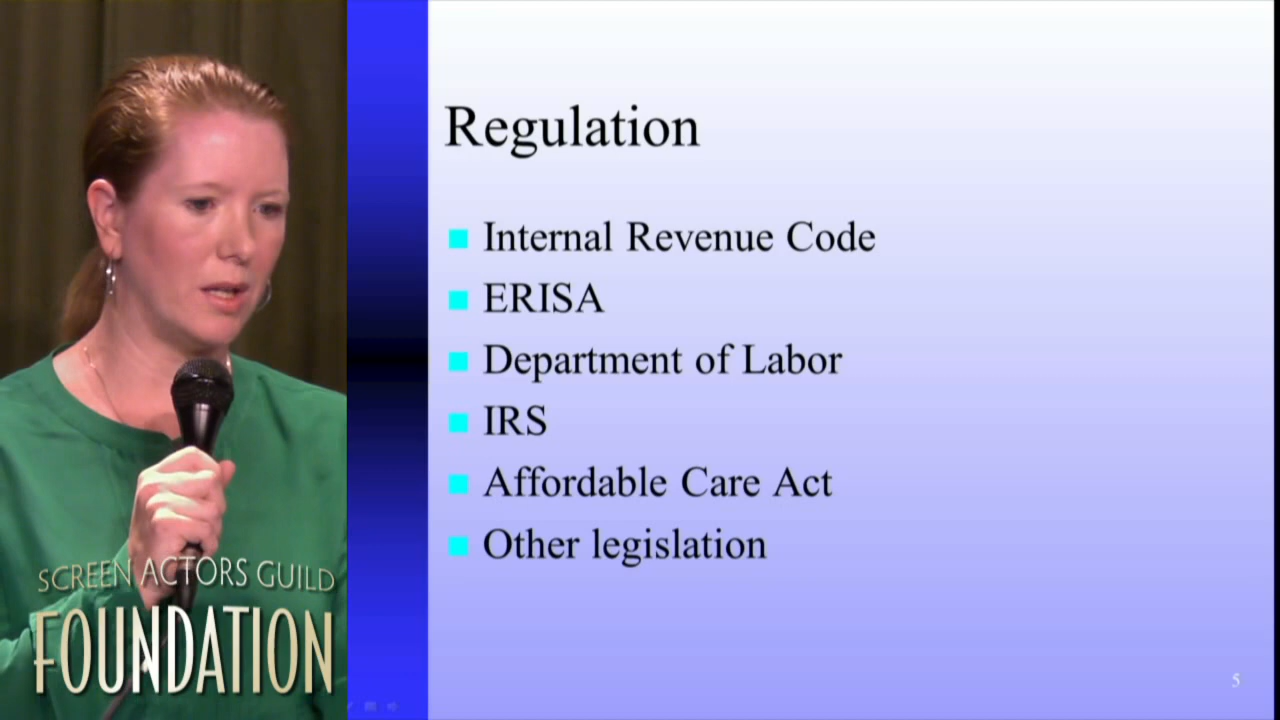 Regulation
Internal Revenue Code
ERISA
Department of Labor
IRS
Affordable Care Act
Other legislation
SCREEN ACTORS GUILD
FOUNDATION
5